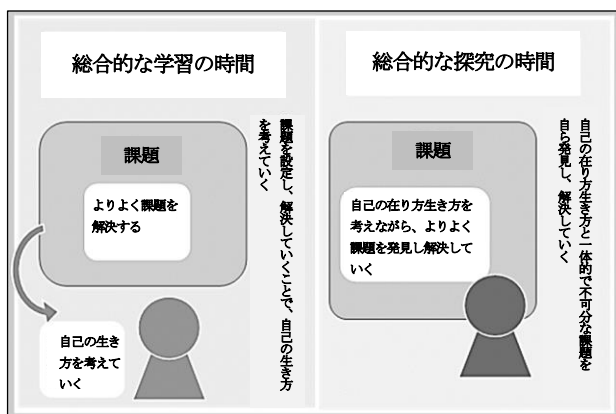 総合的な学習の時間
課題
よりよく課題を
解決する
自己の生き
方を考えて
いく
課題を設定し、解決していくことで、自己の生き方
を考えていく
総合的な探究の時間
課題
自己の在り方生き方を
考えながら、よりよく
課題を発見し解決して
いく
自己の在り方生き方と一体的で不可分な課題を
自ら発見し、解決していく